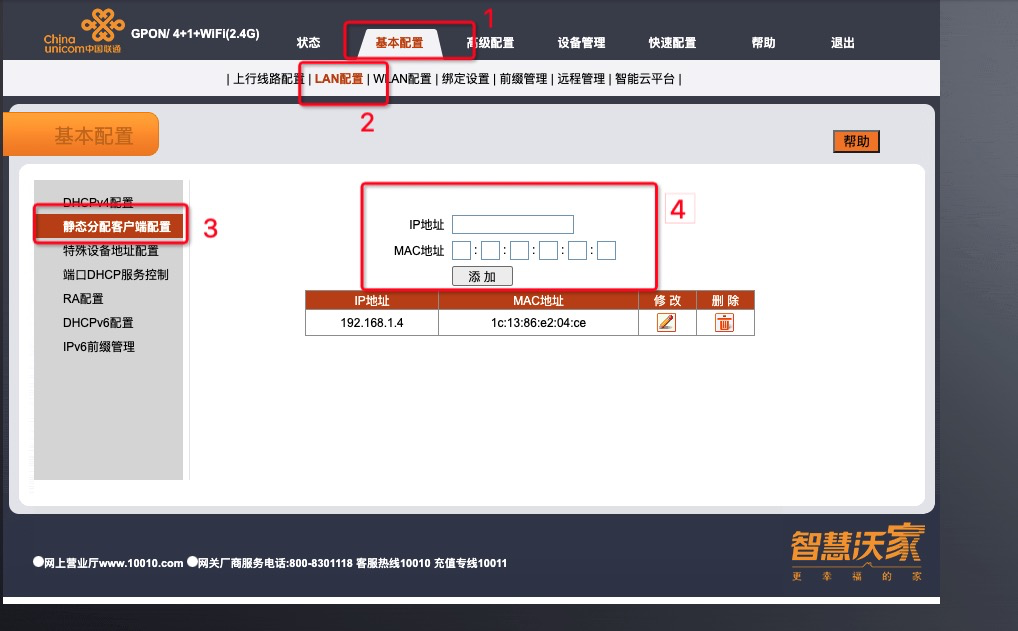 China
unicom中国联通
GPON/ 4+1+WiFi(2.4G)
状态 基本配置 高级配置 设备管理 快速配置 帮助 退出
1
| 上行线路配置 | LAN配置 | WLAN配置 | 绑定设置 | 前缀管理 | 远程管理 | 智能云平台 |
2
基本配置
帮助
DHCPv4配置
静态分配客户端配置
特殊设备地址配置
端口DHCP服务控制
RA配置
DHCPv6配置
IPv6前缀管理
3
IP地址
MAC地址 : : : : :
添 加
4
IP地址 MAC地址 修 改 删 除
192.168.1.4 1c:13:86:e2:04:ce
●网上营业厅www.10010.com ●网关厂商服务电话:800-8301118 客服热线10010 充值专线10011
智慧沃家
更 幸 福 的 家